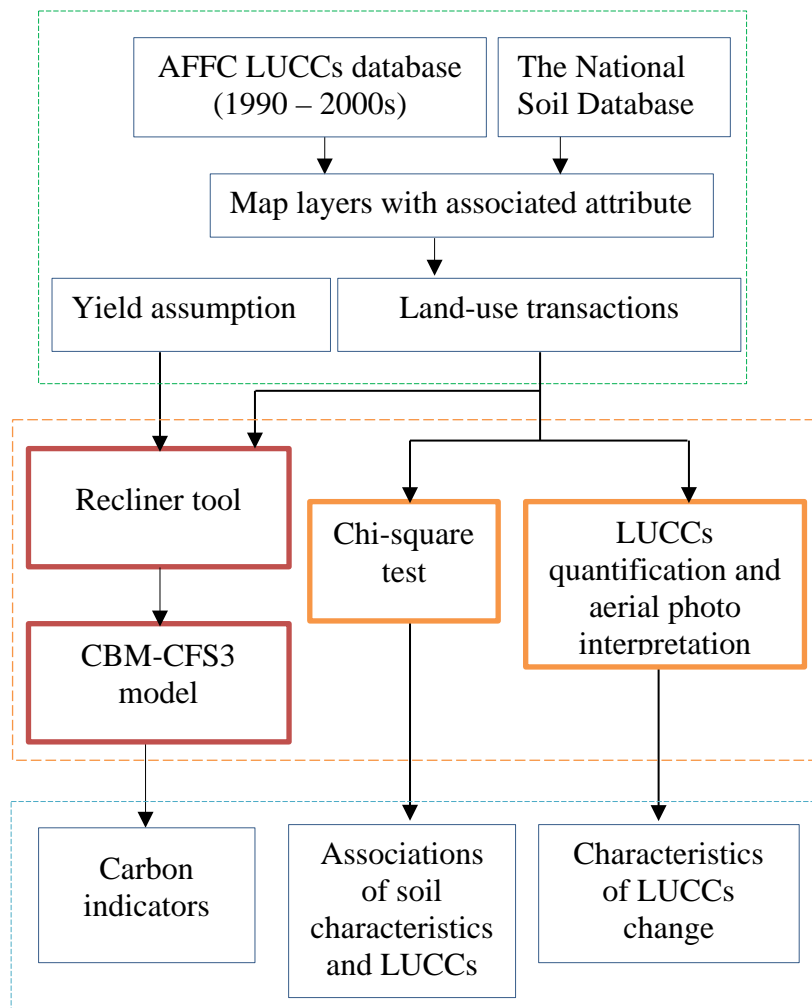 AFFC LUCCs database
(1990 – 2000s)
The National
Soil Database
Map layers with associated attribute
Yield assumption
Land-use transactions
Recliner tool
Chi-square
test
LUCCs
quantification and
aerial photo
interpretation
CBM-CFS3
model
Carbon
indicators
Associations
of soil
characteristics
and LUCCs
Characteristics
of LUCCs
change